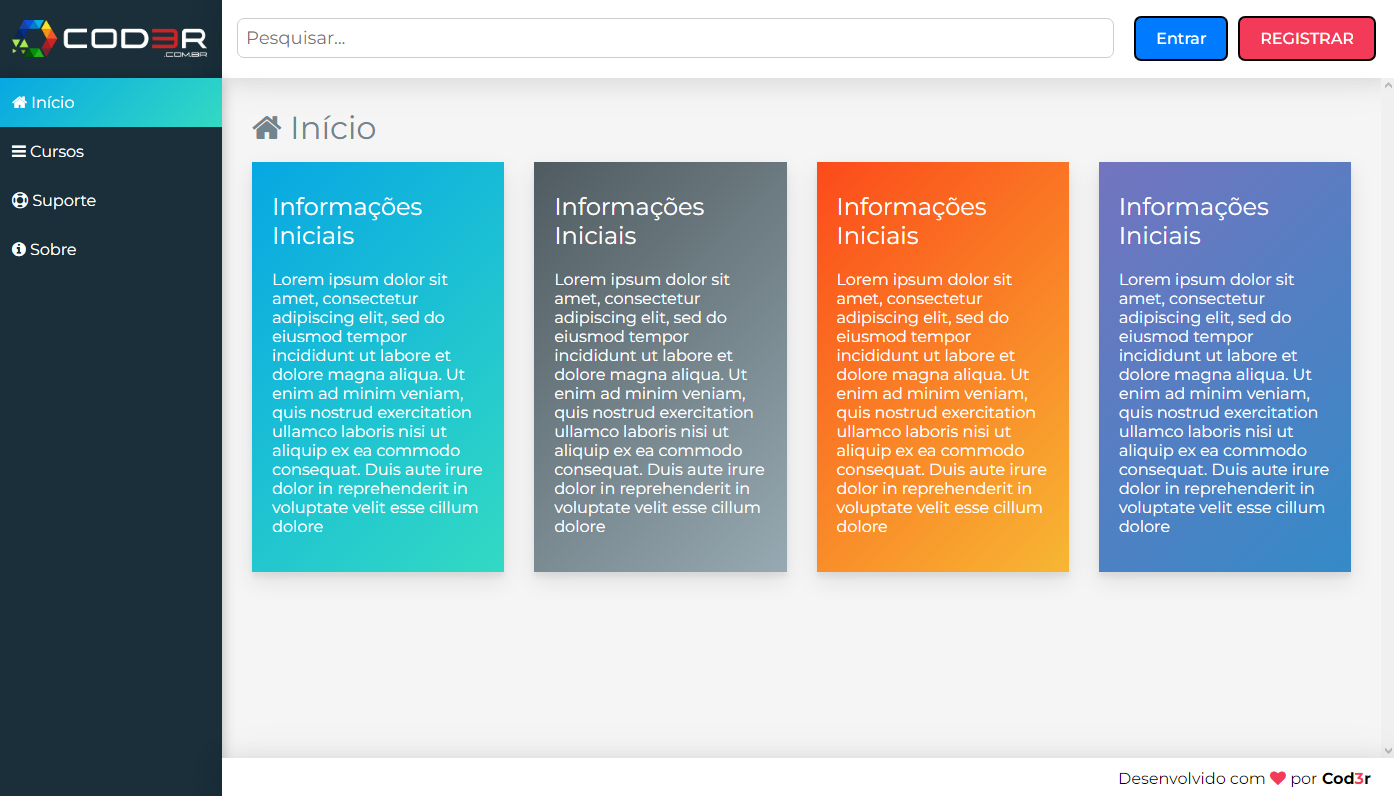 COD3R
.COM.BR
Pesquisar...
Entrar
REGISTRAR
Início
Cursos
Suporte
Sobre
Início
Informações
Iniciais
Lorem ipsum dolor sit
amet, consectetur
adipiscing elit, sed do
eiusmod tempor
incididunt ut labore et
dolore magna aliqua. Ut
enim ad minim veniam,
quis nostrud exercitation
ullamco laboris nisi ut
aliquip ex ea commodo
consequat. Duis aute irure
dolor in reprehenderit in
voluptate velit esse cillum
dolore
Informações
Iniciais
Lorem ipsum dolor sit
amet, consectetur
adipiscing elit, sed do
eiusmod tempor
incididunt ut labore et
dolore magna aliqua. Ut
enim ad minim veniam,
quis nostrud exercitation
ullamco laboris nisi ut
aliquip ex ea commodo
consequat. Duis aute irure
dolor in reprehenderit in
voluptate velit esse cillum
dolore
Informações
Iniciais
Lorem ipsum dolor sit
amet, consectetur
adipiscing elit, sed do
eiusmod tempor
incididunt ut labore et
dolore magna aliqua. Ut
enim ad minim veniam,
quis nostrud exercitation
ullamco laboris nisi ut
aliquip ex ea commodo
consequat. Duis aute irure
dolor in reprehenderit in
voluptate velit esse cillum
dolore
Informações
Iniciais
Lorem ipsum dolor sit
amet, consectetur
adipiscing elit, sed do
eiusmod tempor
incididunt ut labore et
dolore magna aliqua. Ut
enim ad minim veniam,
quis nostrud exercitation
ullamco laboris nisi ut
aliquip ex ea commodo
consequat. Duis aute irure
dolor in reprehenderit in
voluptate velit esse cillum
dolore
Desenvolvido com ❤ por Cod3r